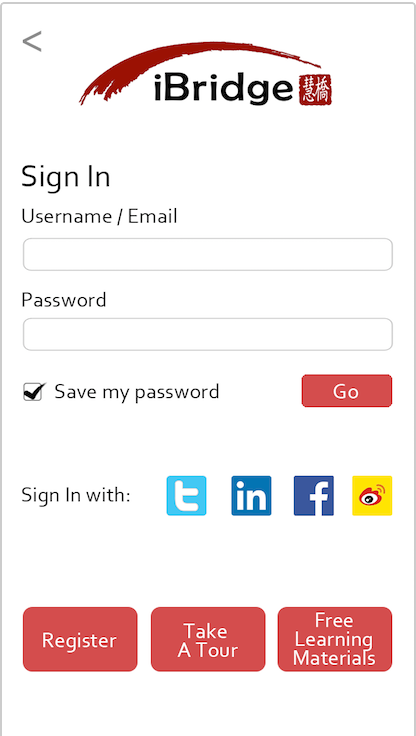 <
iBridge 慧橋
Sign In
Username / Email
Password
Save my password
Go
Sign In with:
t in f
Register
Take
A Tour
Free
Learning
Materials